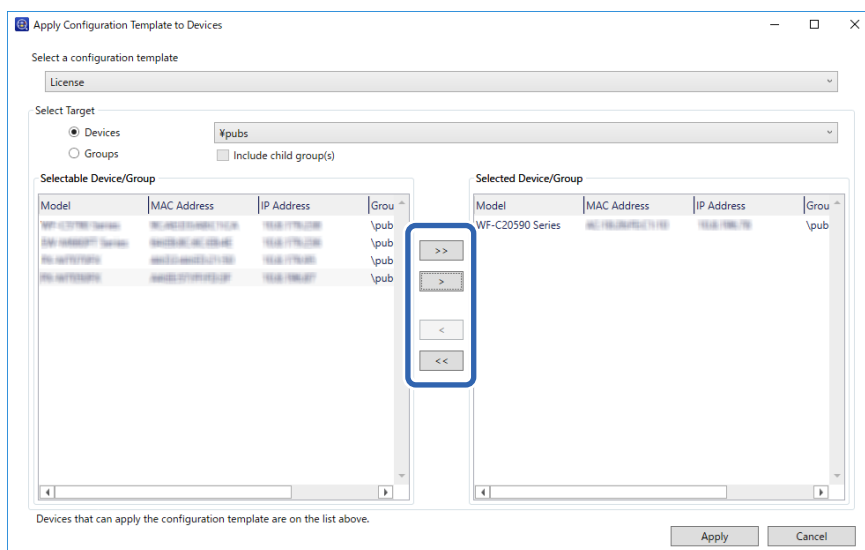 Apply Configuration Template to Devices
Select a configuration template
License
Select Target
Devices
¥pubs
Groups
Include child group(s)
Selectable Device/Group
Selected Device/Group
Model MAC Address IP Address Grou
Model MAC Address IP Address Grou
\pub
WF-C20590 Series \pub
\pub
\pub
\pub
>>
>
<
<<
Devices that can apply the configuration template are on the list above.
Apply Cancel